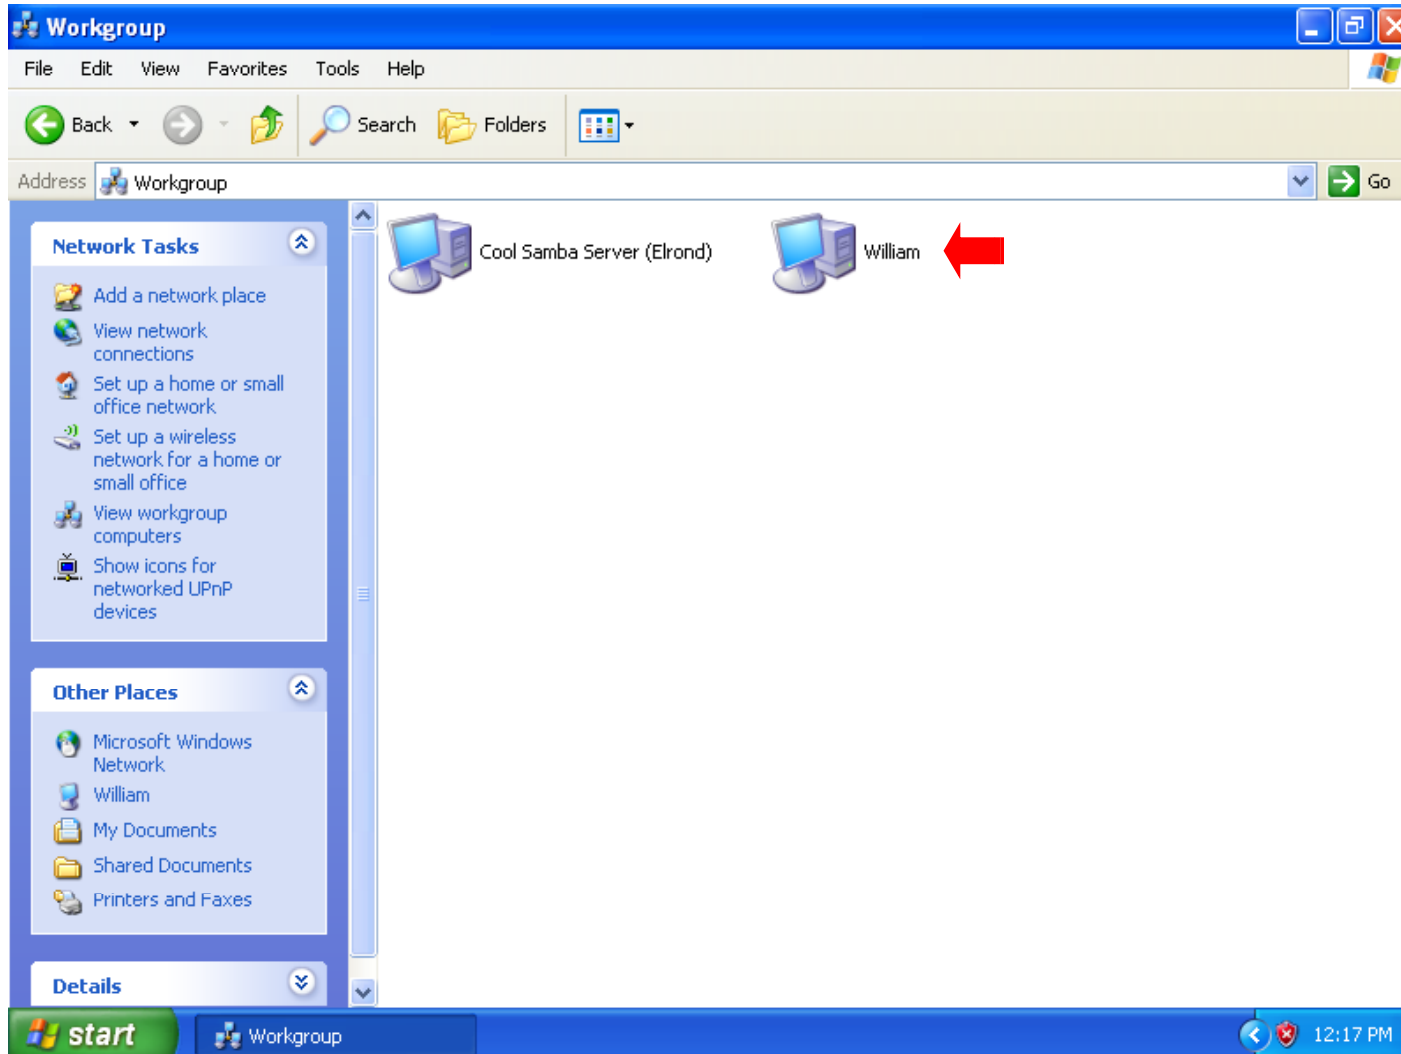 Workgroup
File Edit View Favorites Tools Help
Back Search Folders
Address Workgroup Go
Network Tasks
Add a network place
View network
connections
Set up a home or small
office network
Set up a wireless
network for a home or
small office
View workgroup
computers
Show icons for
networked UPnP
devices
Other Places
Microsoft Windows
Network
William
My Documents
Shared Documents
Printers and Faxes
Details
Cool Samba Server (Elrond)
William
start Workgroup 12:17 PM